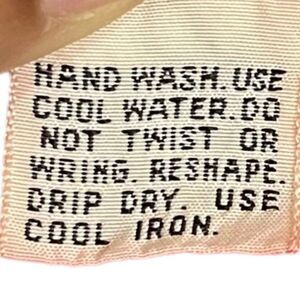 HAND WASH. USE
COOL WATER. DO
NOT TWIST OR
WRING. RESHAPE.
DRIP DRY. USE
COOL IRON.